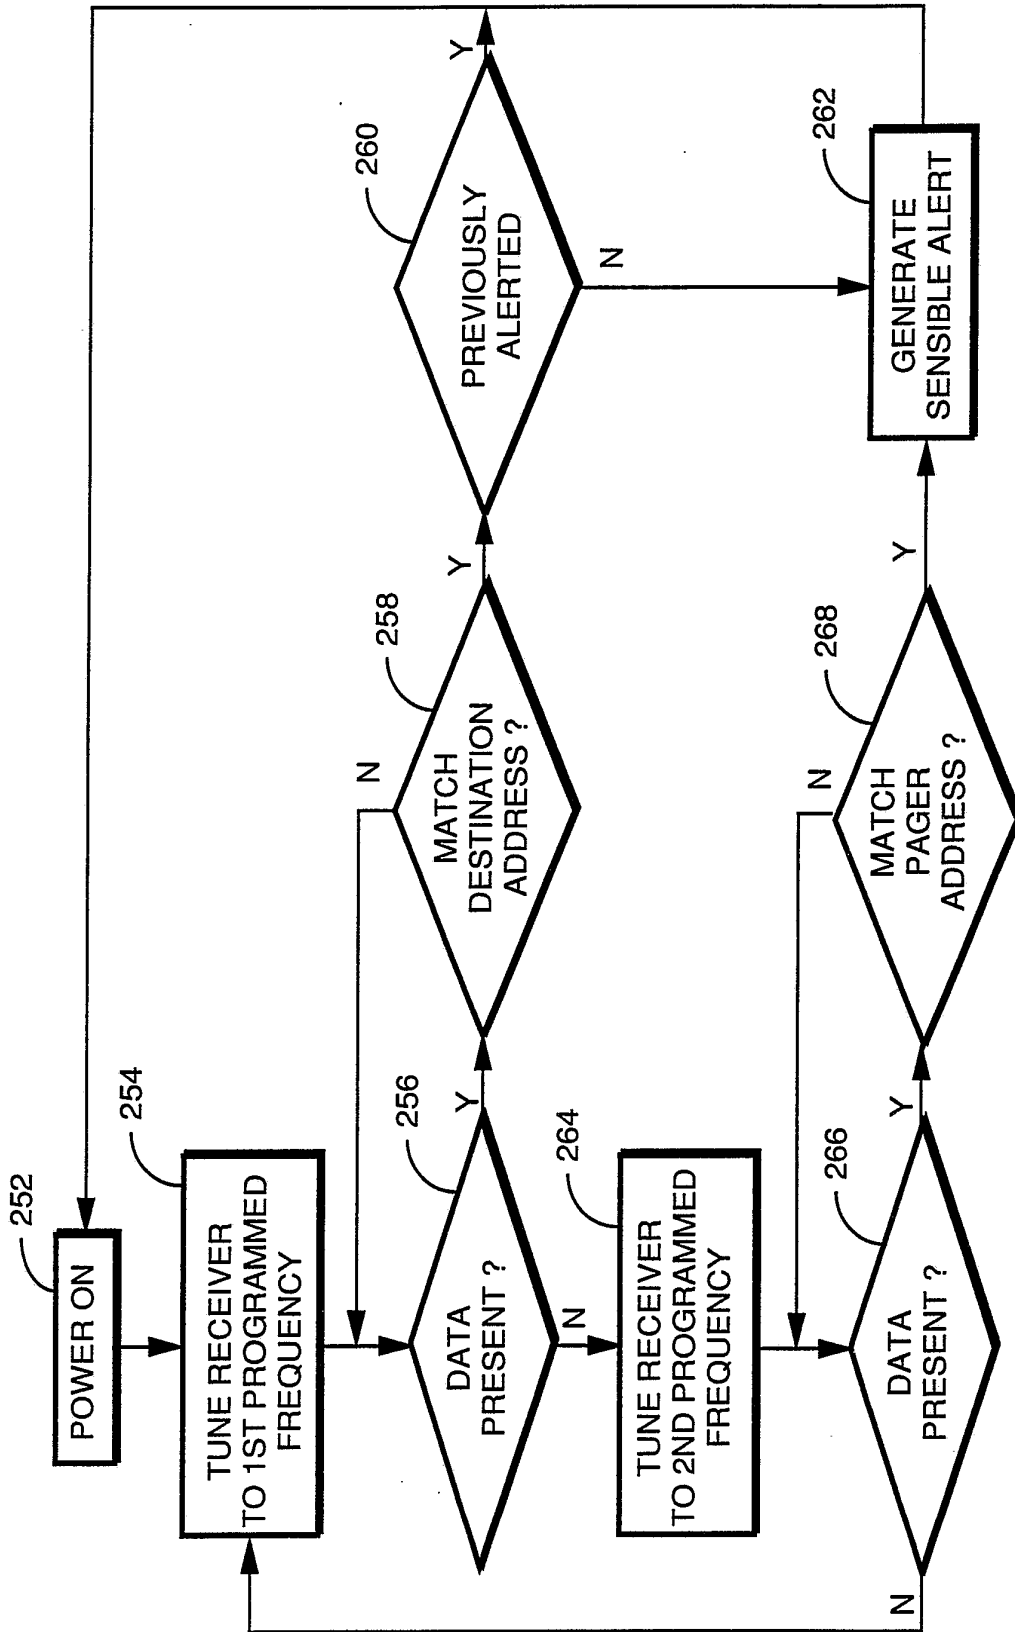 252
POWER ON
254
TUNE RECEIVER
TO 1ST PROGRAMMED
FREQUENCY
256
DATA
PRESENT ?
Y
N
258
MATCH
DESTINATION
ADDRESS ?
N
Y
260
PREVIOUSLY
ALERTED
Y
N
262
GENERATE
SENSIBLE ALERT
264
TUNE RECEIVER
TO 2ND PROGRAMMED
FREQUENCY
266
DATA
PRESENT ?
N
Y
268
MATCH
PAGER
ADDRESS ?
N
Y